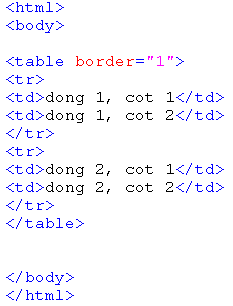 <html>
<body>
<table border="1">
<tr>
<td>dong 1, cot 1</td>
<td>dong 1, cot 2</td>
</tr>
<tr>
<td>dong 2, cot 1</td>
<td>dong 2, cot 2</td>
</tr>
</table>
</body>
</html>